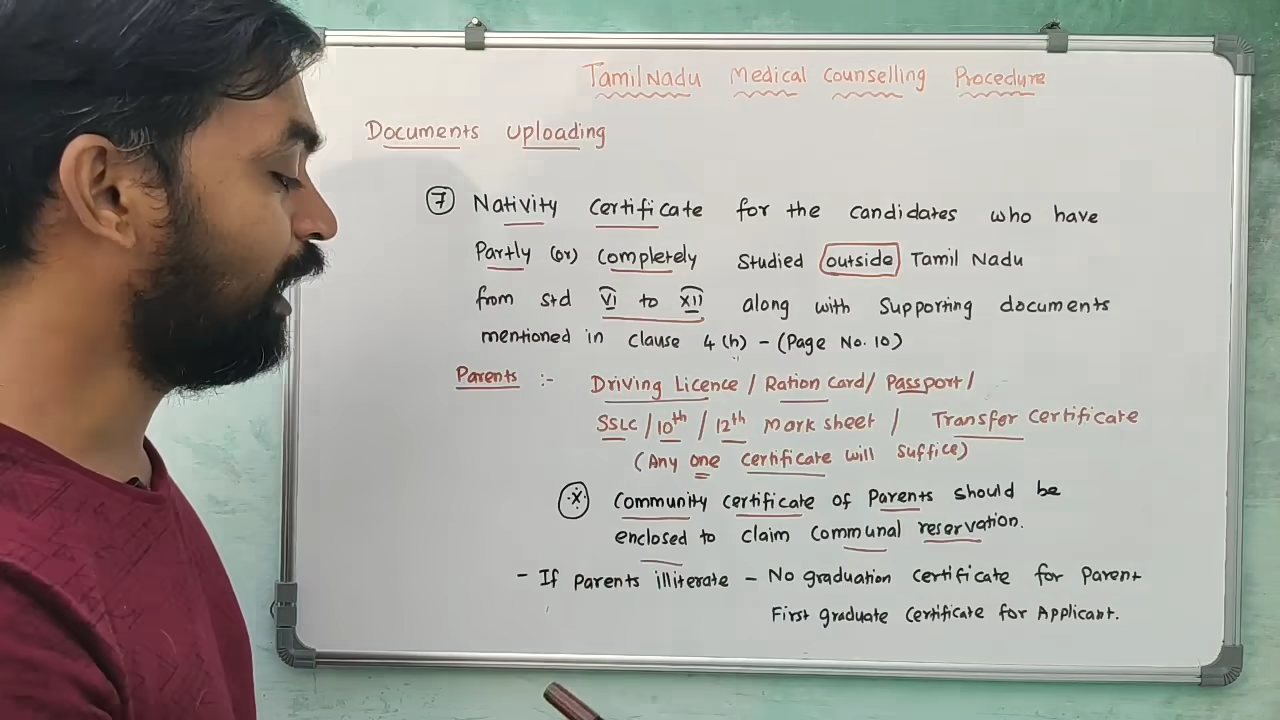 TamilNadu Medical Counselling Procedure
Documents Uploading
7 Nativity Certificate for the candidates who have
Partly (or) Completely studied outside Tamil Nadu
from std VI to XII along with supporting documents
mentioned in clause 4(h) - (Page No. 10)
Parents :- Driving Licence / Ration Card / Passport /
SSLC / 10th / 12th Mark sheet / Transfer Certificate
(Any one certificate will suffice)
※ Community certificate of Parents should be
enclosed to claim communal reservation.
- If Parents illiterate - No graduation certificate for Parent
First graduate certificate for Applicant.